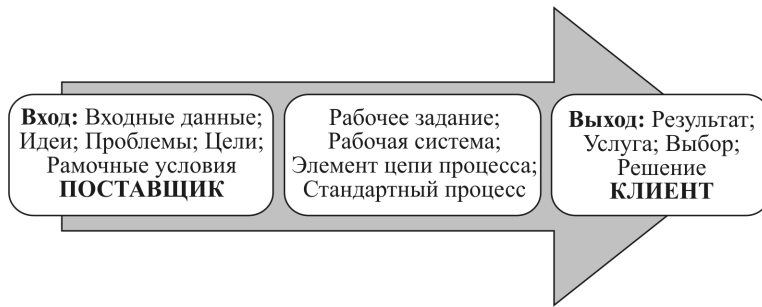 Вход: Входные данные;
Идеи; Проблемы; Цели;
Рамочные условия
ПОСТАВЩИК
Рабочее задание;
Рабочая система;
Элемент цепи процесса;
Стандартный процесс
Выход: Результат;
Услуга; Выбор;
Решение
КЛИЕНТ